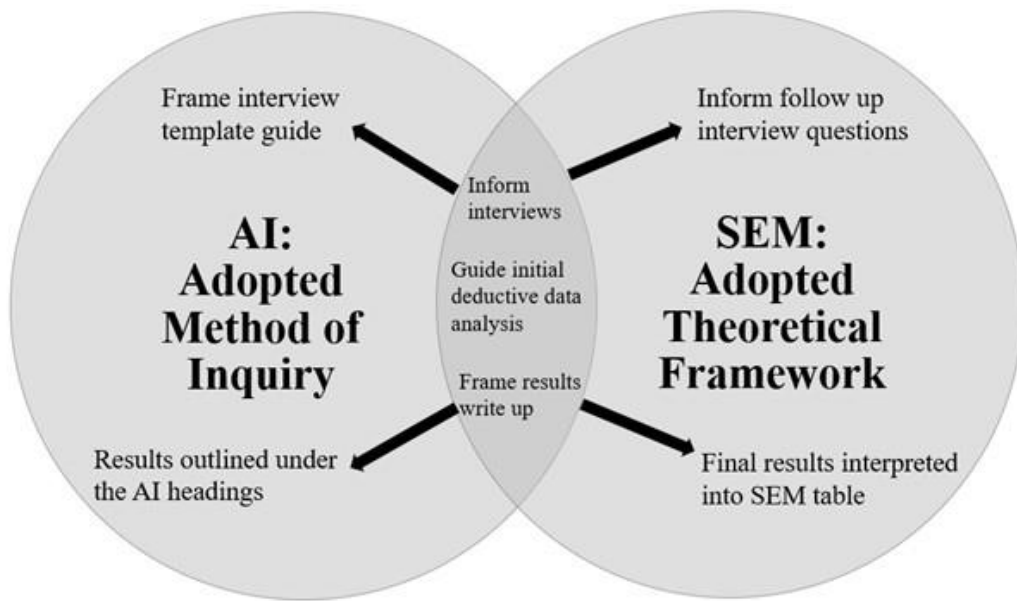 Frame interview
template guide
AI:
Adopted
Method of
Inquiry
Results outlined under
the AI headings
Inform
interviews
Guide initial
deductive data
analysis
Frame results
write up
Inform follow up
interview questions
SEM:
Adopted
Theoretical
Framework
Final results interpreted
into SEM table